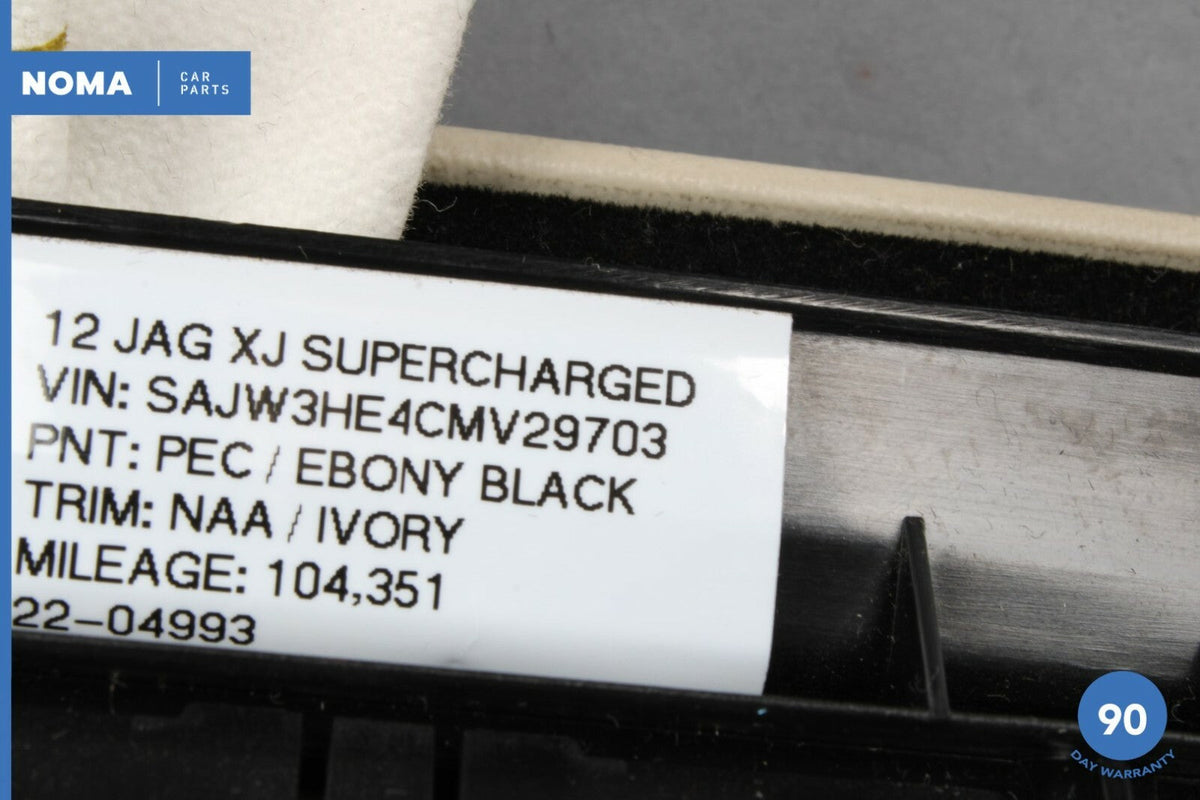 NOMA
CAR
PARTS
12 JAG XJ SUPERCHARGED
VIN: SAJW3HE4CMV29703
PNT: PEC / EBONY BLACK
TRIM: NAA / IVORY
MILEAGE: 104,351
22-04993
90
DAY WARRANTY